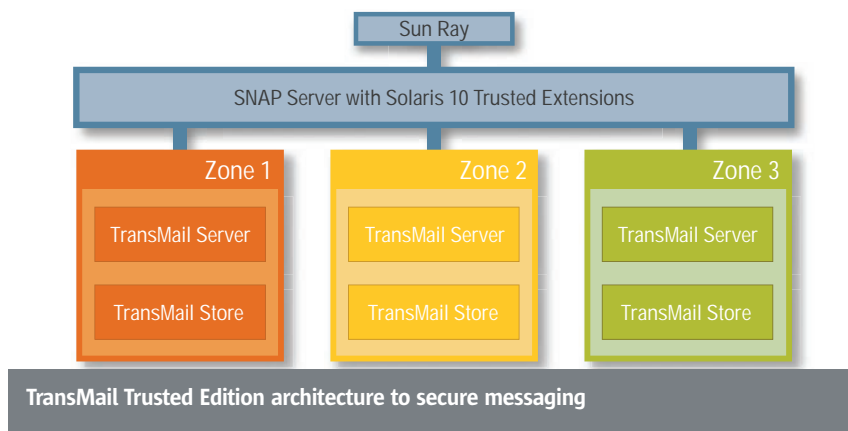 Sun Ray
SNAP Server with Solaris 10 Trusted Extensions
Zone 1
TransMail Server
TransMail Store
Zone 2
TransMail Server
TransMail Store
Zone 3
TransMail Server
TransMail Store
TransMail Trusted Edition architecture to secure messaging